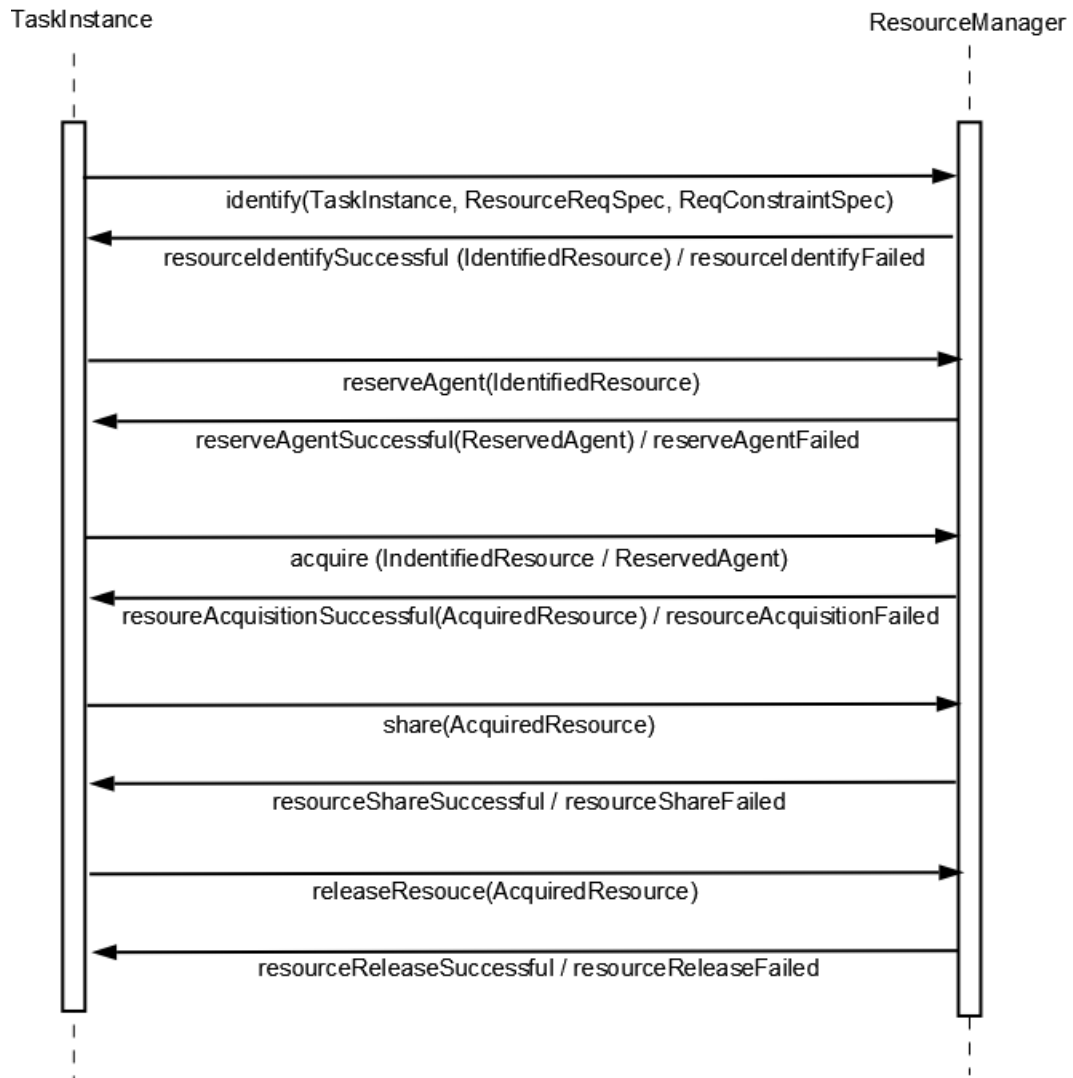 TaskInstance
ResourceManager
identify(TaskInstance, ResourceReqSpec, ReqConstraintSpec)
resourceIdentifySuccessful (IdentifiedResource) / resourceIdentifyFailed
reserveAgent(IdentifiedResource)
reserveAgentSuccessful(ReservedAgent) / reserveAgentFailed
acquire (IndentifiedResource / ReservedAgent)
resoureAcquisitionSuccessful(AcquiredResource) / resourceAcquisitionFailed
share(AcquiredResource)
resourceShareSuccessful / resourceShareFailed
releaseResouce(AcquiredResource)
resourceReleaseSuccessful / resourceReleaseFailed